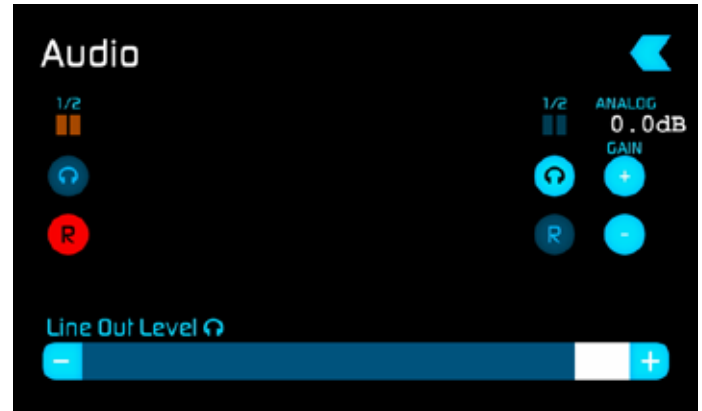 Audio
1/2 1/2 ANALOG
0.0dB
GAIN
+
R R -
Line Out Level
- +